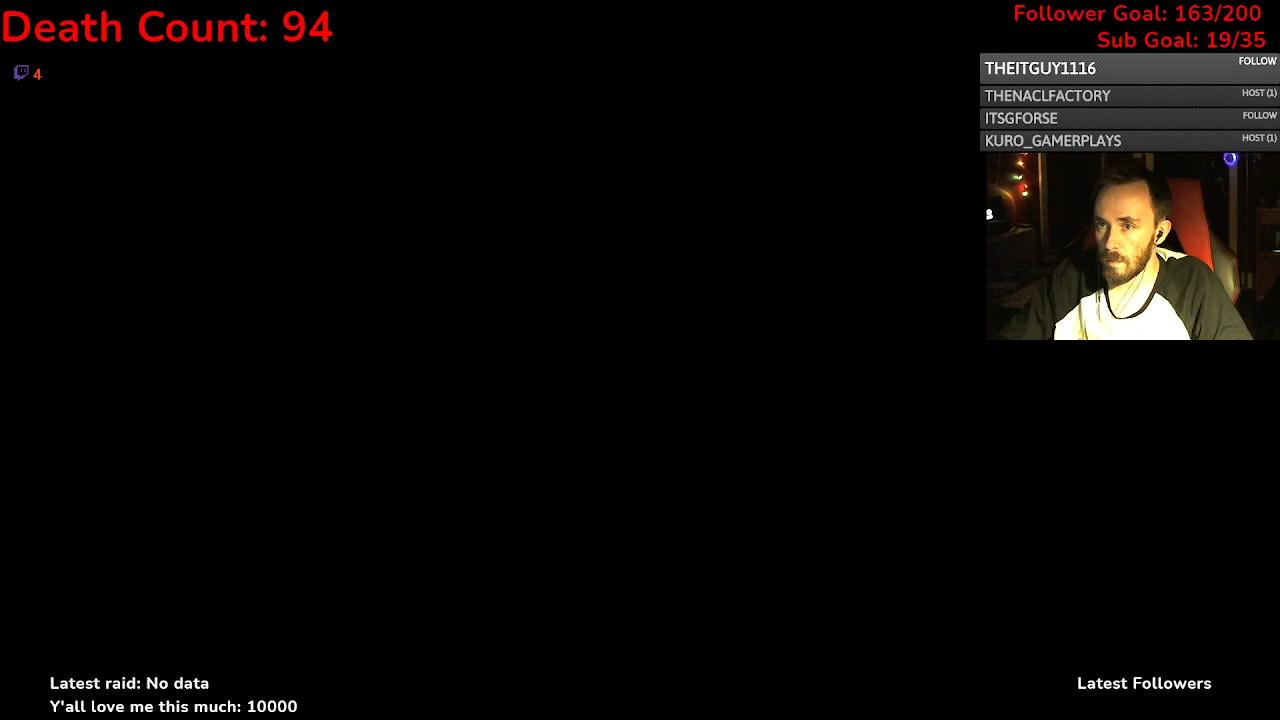 Death Count: 94
4
Follower Goal: 163/200
Sub Goal: 19/35
THEITGUY1116 FOLLOW
THENACLFACTORY HOST (1)
ITSGFORSE FOLLOW
KURO_GAMERPLAYS HOST (1)
Latest raid: No data
Y'all love me this much: 10000
Latest Followers